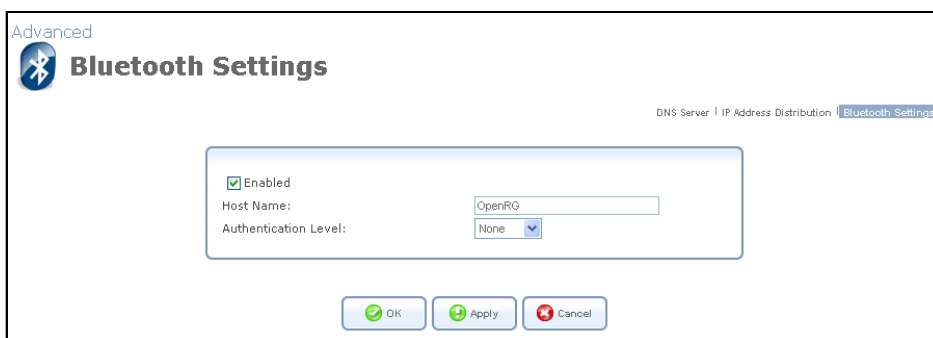 Advanced
Bluetooth Settings
DNS Server | IP Address Distribution | Bluetooth Settings
Enabled
Host Name: OpenRG
Authentication Level: None
OK Apply Cancel